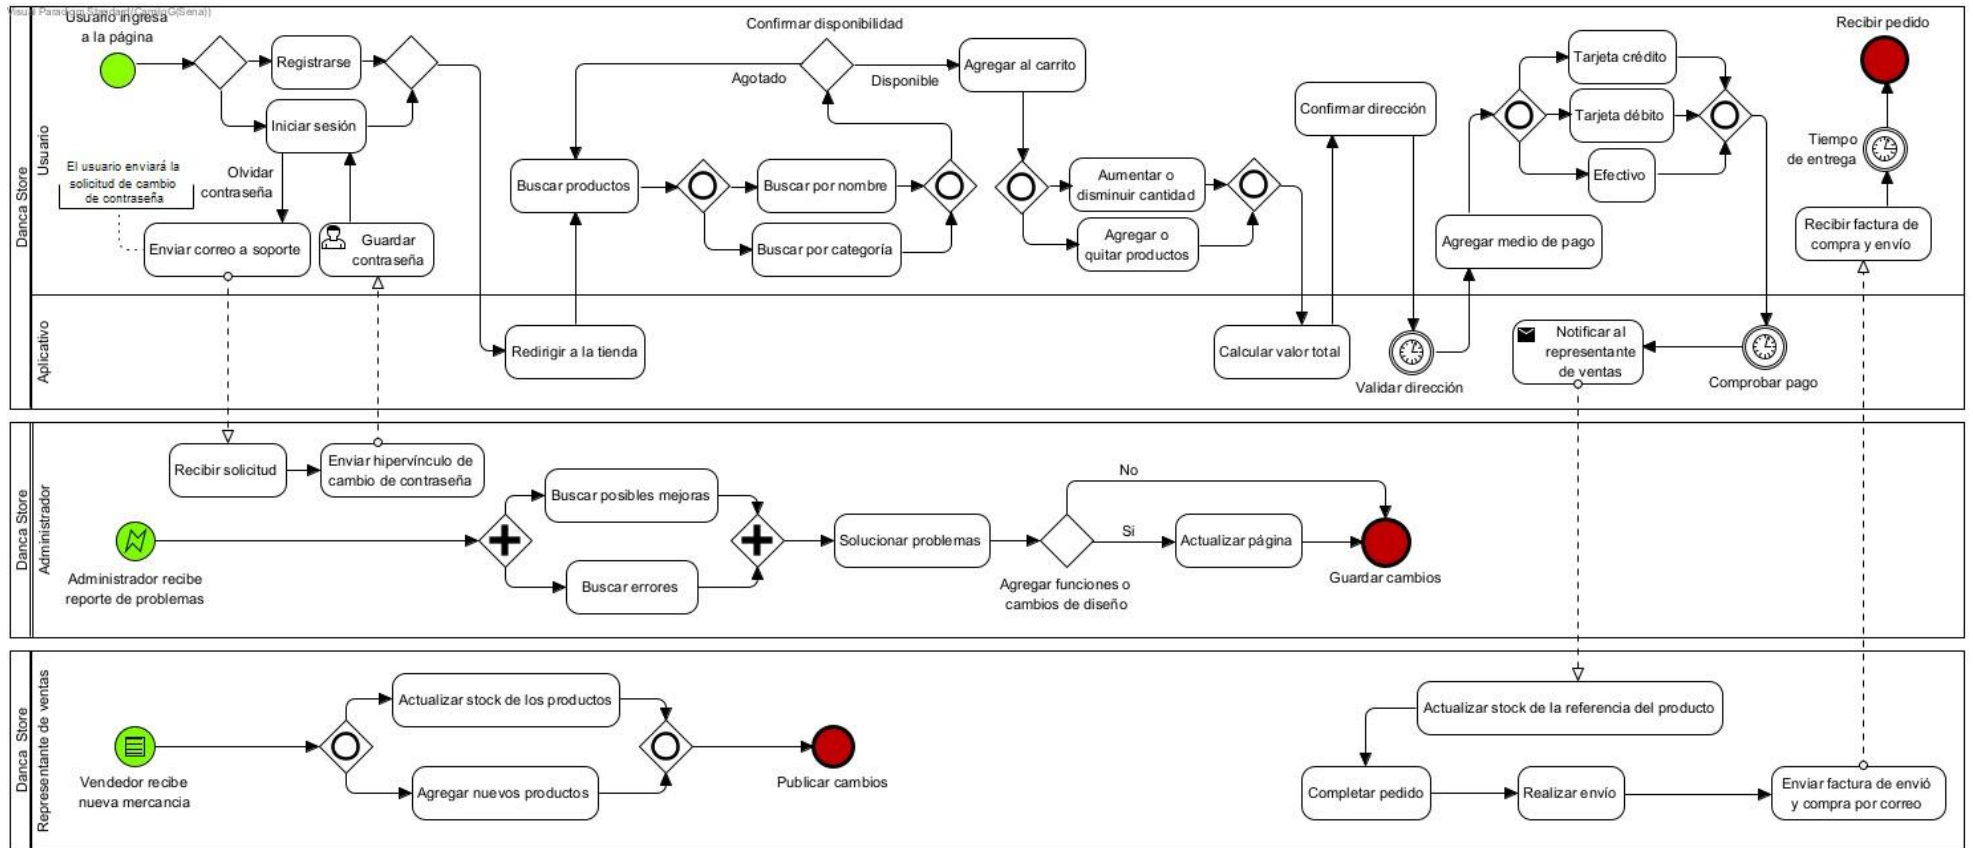 Visual Paradigm Standard(Camilo G(Sena))
Usuario ingresa
a la página
Registrarse
Iniciar sesión
Olvidar
contraseña
El usuario enviará la
solicitud de cambio
de contraseña
Enviar correo a soporte
Guardar
contraseña
Confirmar disponibilidad
Agotado
Disponible
Agregar al carrito
Buscar productos
Buscar por nombre
Buscar por categoría
Aumentar o
disminuir cantidad
Agregar o
quitar productos
Confirmar dirección
Agregar medio de pago
Tarjeta crédito
Tarjeta débito
Efectivo
Recibir pedido
Tiempo
de entrega
Recibir factura de
compra y envío
Danca Store
Usuario
Aplicativo
Redirigir a la tienda
Calcular valor total
Validar dirección
Notificar al
representante
de ventas
Comprobar pago
Danca Store
Administrador
Recibir solicitud
Enviar hipervínculo de
cambio de contraseña
Administrador recibe
reporte de problemas
Buscar posibles mejoras
Buscar errores
Solucionar problemas
Agregar funciones o
cambios de diseño
No
Si
Actualizar página
Guardar cambios
Danca Store
Representante de ventas
Vendedor recibe
nueva mercancia
Actualizar stock de los productos
Agregar nuevos productos
Publicar cambios
Actualizar stock de la referencia del producto
Completar pedido
Realizar envío
Enviar factura de envió
y compra por correo